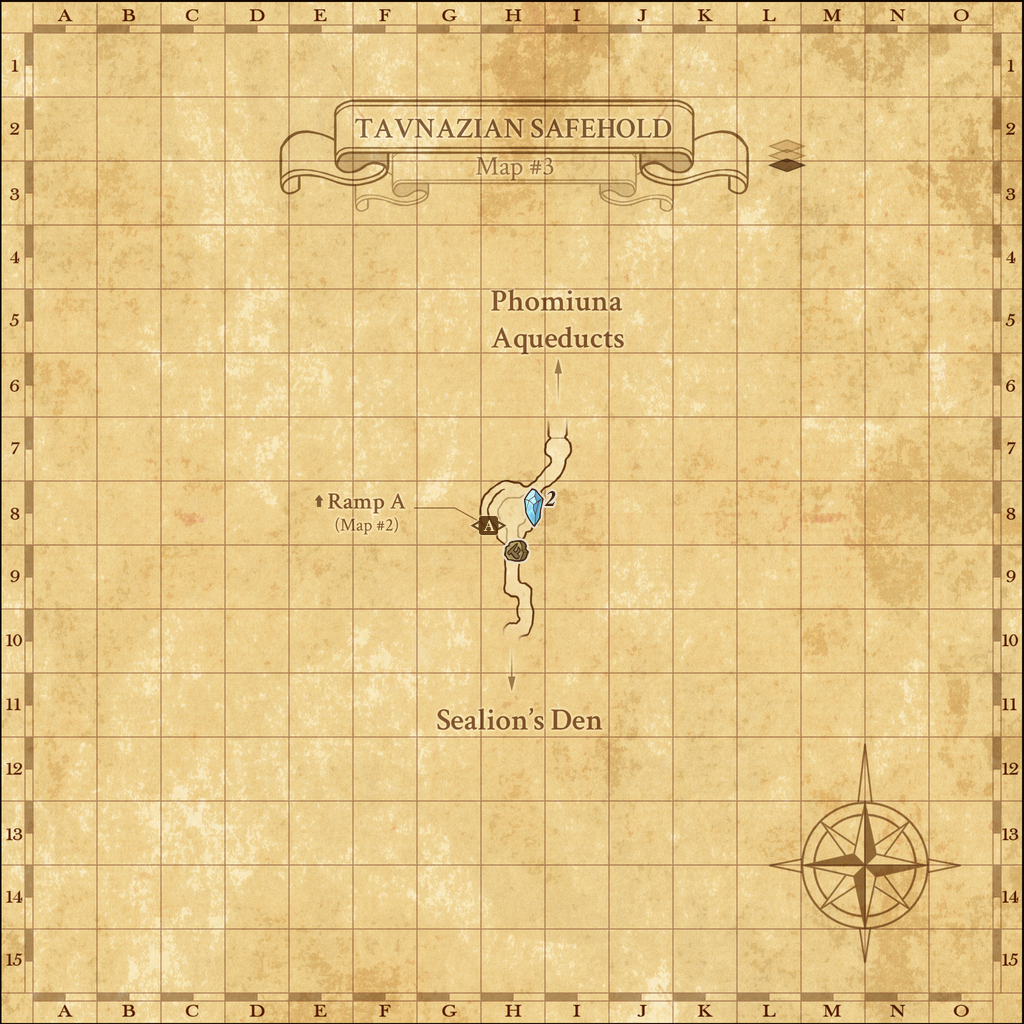 A B C D E F G H I J K L M N O
1 1
TAVNAZIAN SAFEHOLD
2 2
Map #3
3 3
4 4
Phomiuna
5 5
Aqueducts
6 6
7 7
Ramp A
2
8 8
(Map #2)
A
9 9
10 10
11 11
Sealion's Den
12 12
13 13
14 14
15 15
A B C D E F G H I J K L M N O